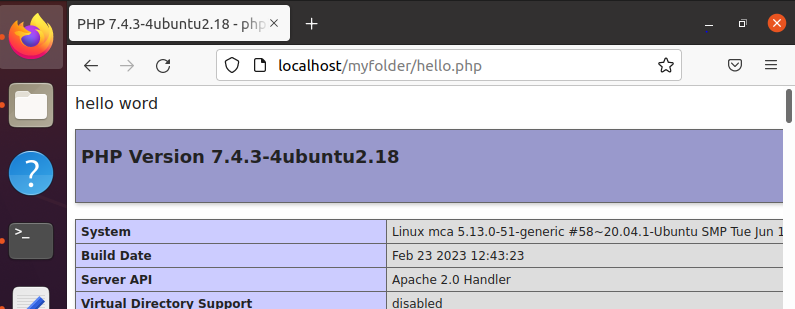 PHP 7.4.3-4ubuntu2.18 - php
localhost/myfolder/hello.php
hello word
PHP Version 7.4.3-4ubuntu2.18
System Linux mca 5.13.0-51-generic #58~20.04.1-Ubuntu SMP Tue Jun 1
Build Date Feb 23 2023 12:43:23
Server API Apache 2.0 Handler
Virtual Directory Support disabled